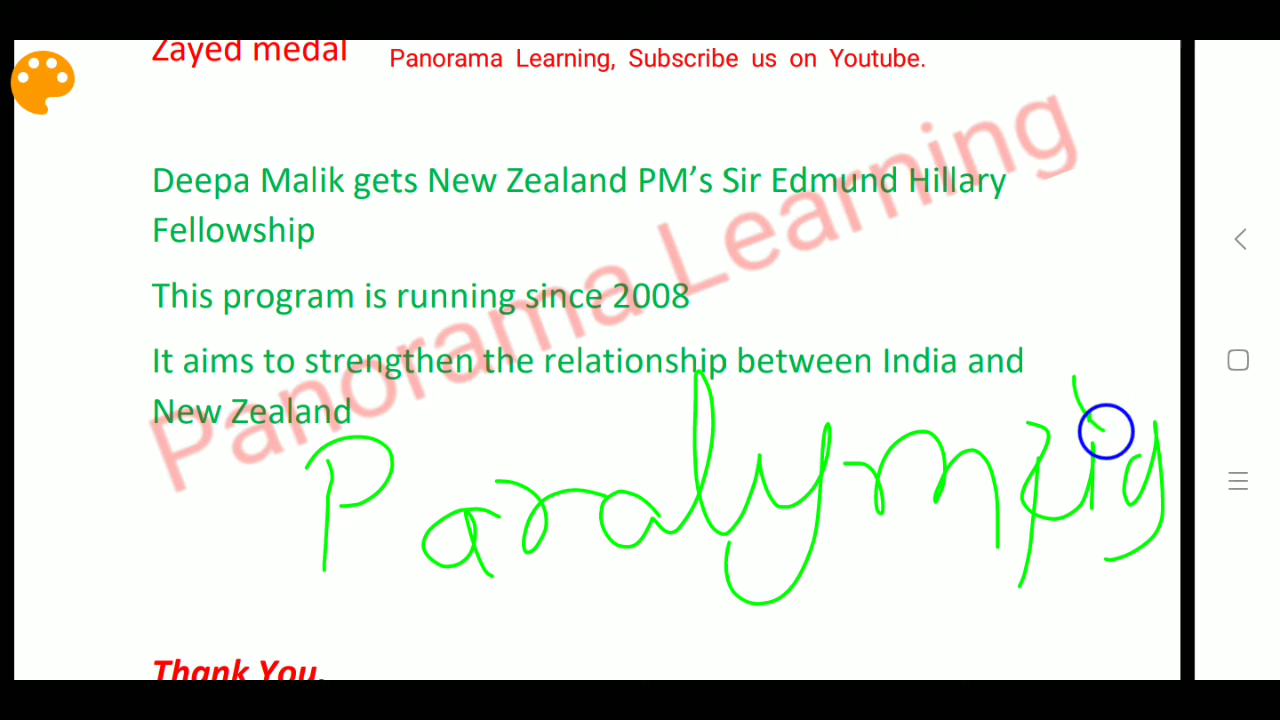 Zayed medal
Panorama Learning, Subscribe us on Youtube.
Deepa Malik gets New Zealand PM’s Sir Edmund Hillary
Fellowship
This program is running since 2008
It aims to strengthen the relationship between India and
New Zealand
Panorama Learning
Thank You.